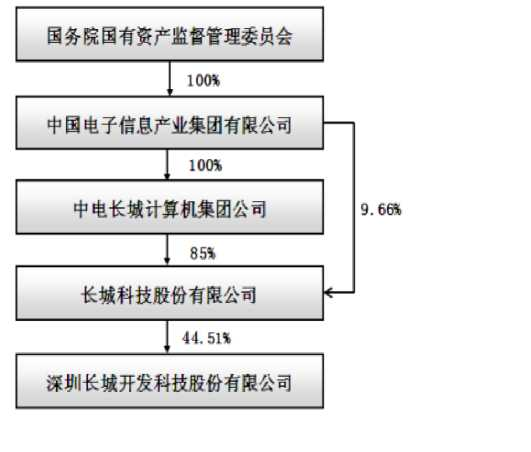 国务院国有资产监督管理委员会
100%
中国电子信息产业集团有限公司
100%
中电长城计算机集团公司
9.66%
85%
长城科技股份有限公司
44.51%
深圳长城开发科技股份有限公司